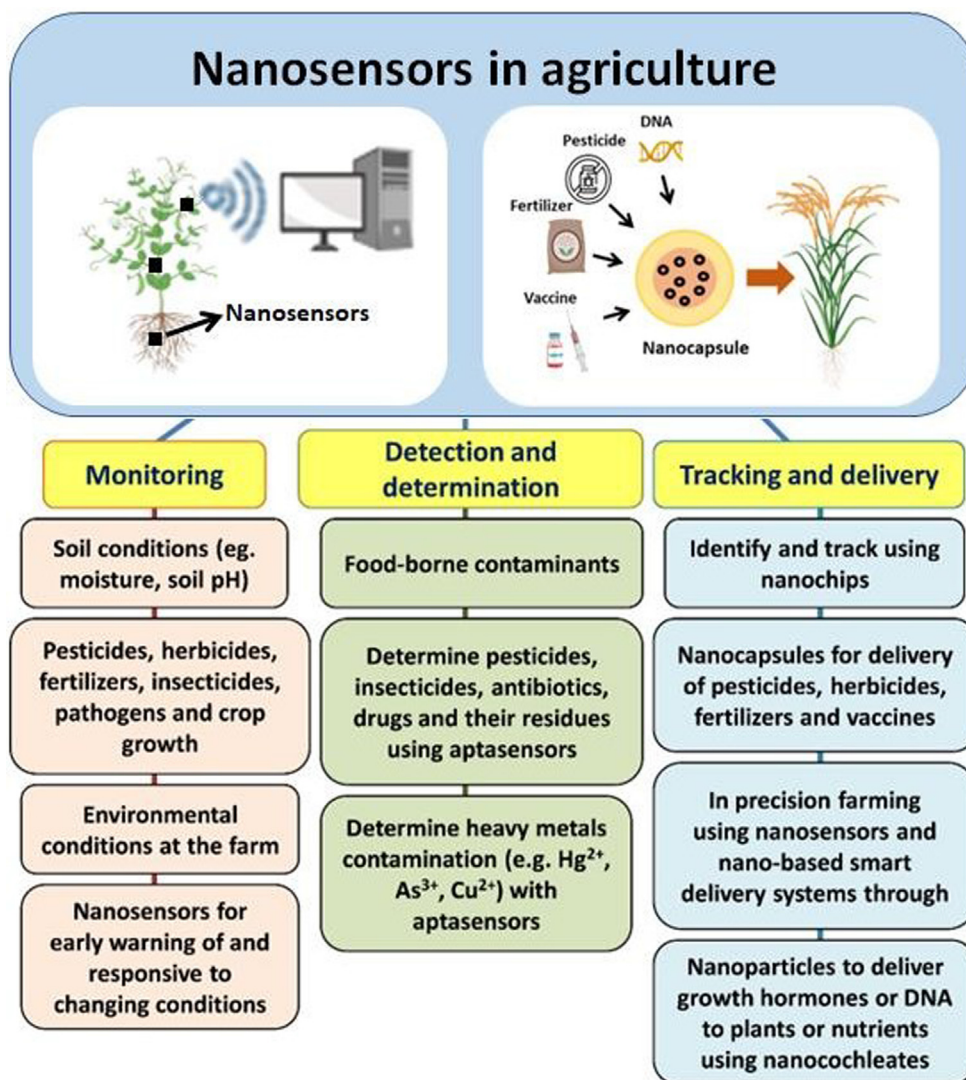 Nanosensors in agriculture
Nanosensors
DNA
Pesticide
Fertilizer
Vaccine
Nanocapsule
Monitoring
Soil conditions (eg.
moisture, soil pH)
Pesticides, herbicides,
fertilizers, insecticides,
pathogens and crop
growth
Environmental
conditions at the farm
Nanosensors for
early warning of and
responsive to
changing conditions
Detection and
determination
Food-borne contaminants
Determine pesticides,
insecticides, antibiotics,
drugs and their residues
using aptasensors
Determine heavy metals
contamination (e.g. Hg²⁺,
As³⁺, Cu²⁺) with
aptasensors
Tracking and delivery
Identify and track using
nanochips
Nanocapsules for delivery
of pesticides, herbicides,
fertilizers and vaccines
In precision farming
using nanosensors and
nano-based smart
delivery systems through
Nanoparticles to deliver
growth hormones or DNA
to plants or nutrients
using nanocochleates